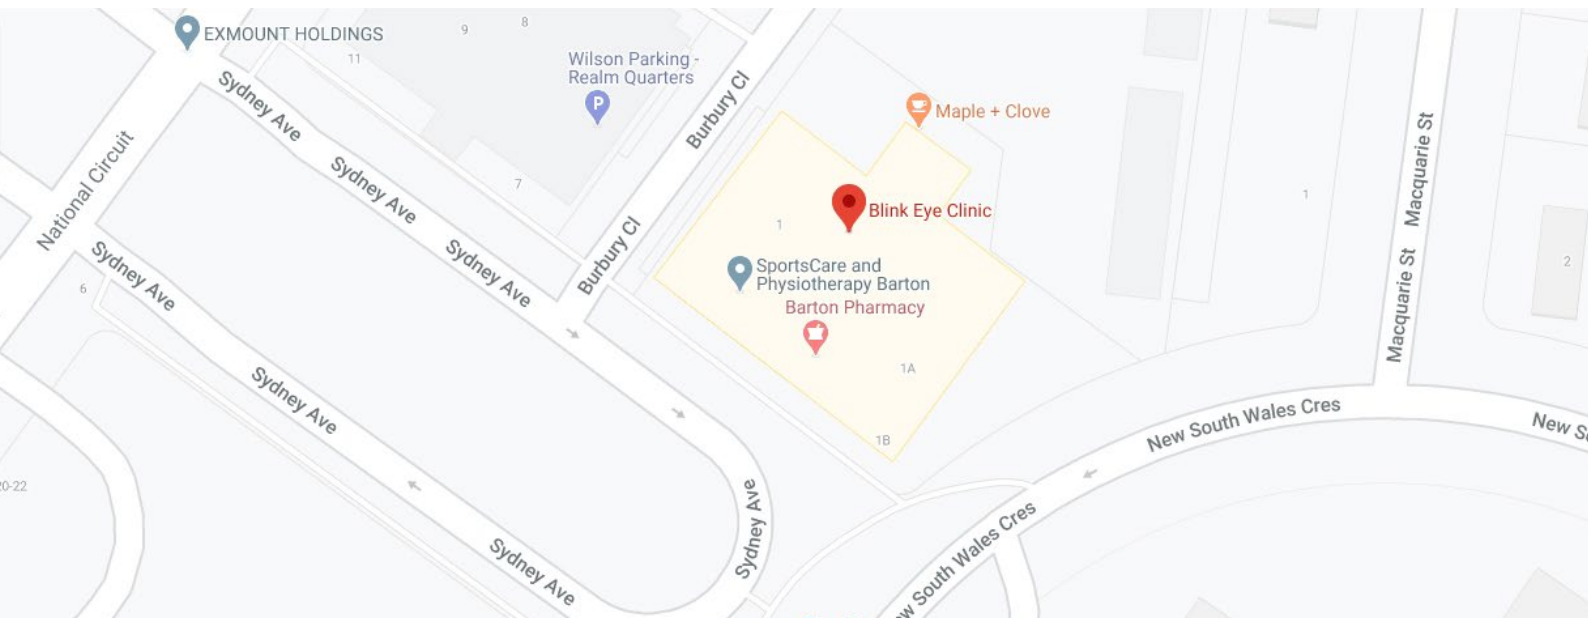 EXMOUNT HOLDINGS
9
8
11
Wilson Parking -
Realm Quarters
P
Burbury Cl
Maple + Clove
Sydney Ave
Macquarie St
National Circuit
Sydney Ave
7
1
Blink Eye Clinic
1
Macquarie St
Burbury Cl
Sydney Ave
Sydney Ave
6
SportsCare and
Physiotherapy Barton
2
Barton Pharmacy
1A
Sydney Ave
1B
New South Wales Cres
New S
20-22
Sydney Ave
Sydney Ave
w South Wales Cres